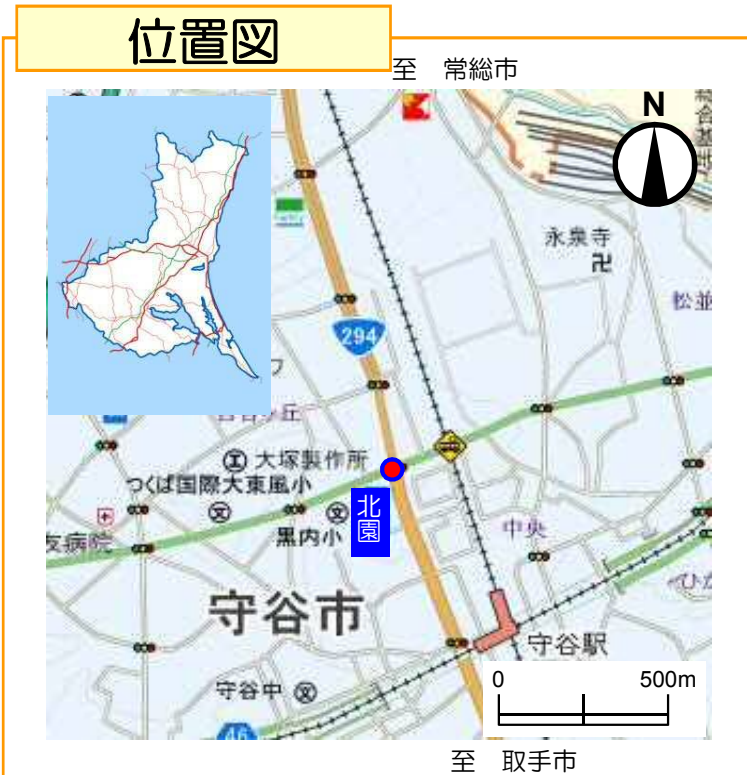 位置図
至 常総市
N
永泉寺
松並
294
大塚製作所
つくば国際大東風小
北園
黒内小
中央
友病院
守谷市
守谷駅
守谷中
46
0 500m
至 取手市